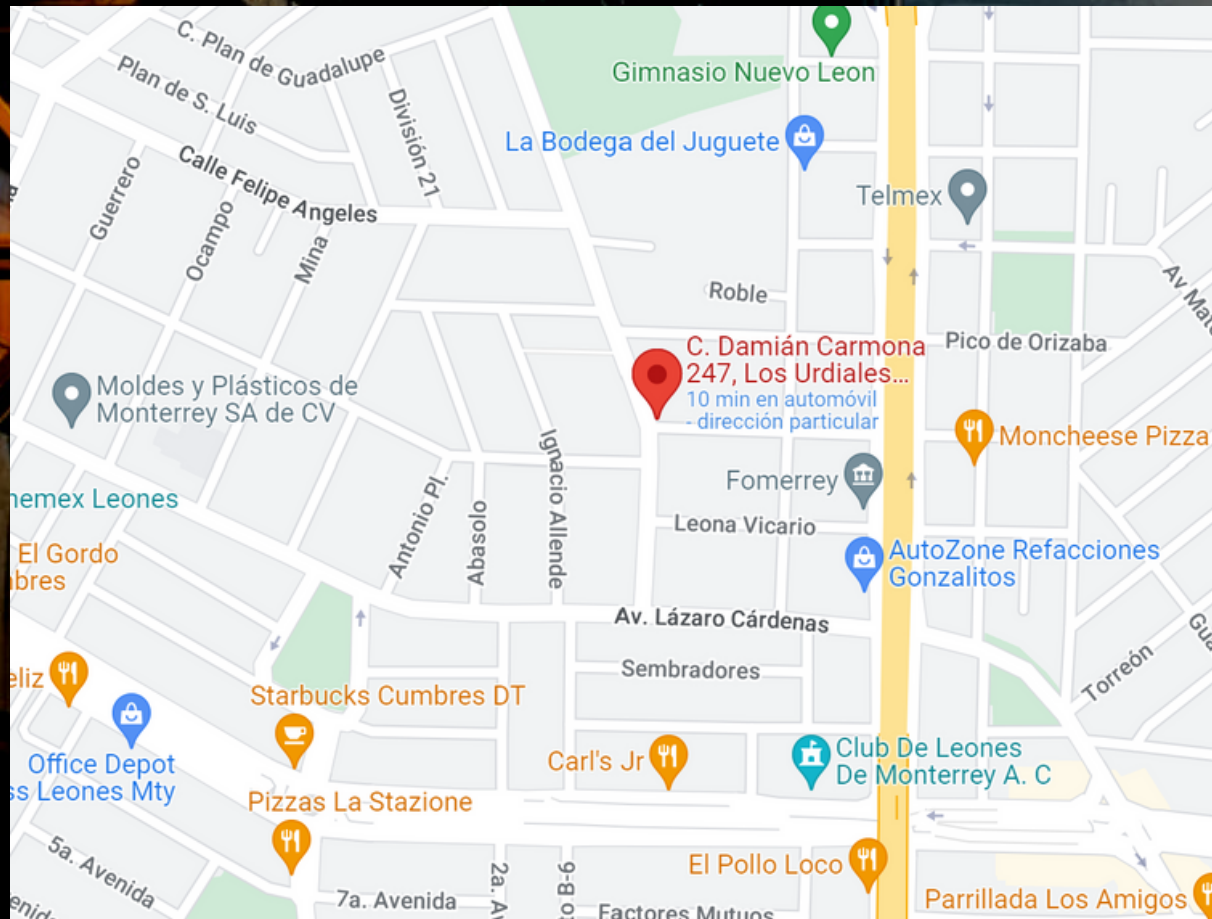 C. Plan de Guadalupe
Plan de S. Luis
División 21
Gimnasio Nuevo Leon
La Bodega del Juguete
Telmex
Calle Felipe Angeles
Guerrero
Ocampo
Mina
Roble
Pico de Orizaba
C. Damián Carmona
247, Los Urdiales...
10 min en automóvil
- dirección particular
Moldes y Plásticos de
Monterrey SA de CV
Moncheese Pizza
Ignacio Allende
Fomerrey
Antonio Pl.
Abasolo
Leona Vicario
Leones
El Gordo
AutoZone Refacciones
Gonzalitos
Av. Lázaro Cárdenas
Sembradores
Torreón
Starbucks Cumbres DT
Office Depot
Leones Mty
Carl's Jr
Club De Leones
De Monterrey A. C
Pizzas La Stazione
5a. Avenida
El Pollo Loco
7a. Avenida
2a.
Factores Mutuos
Parrillada Los Amigos